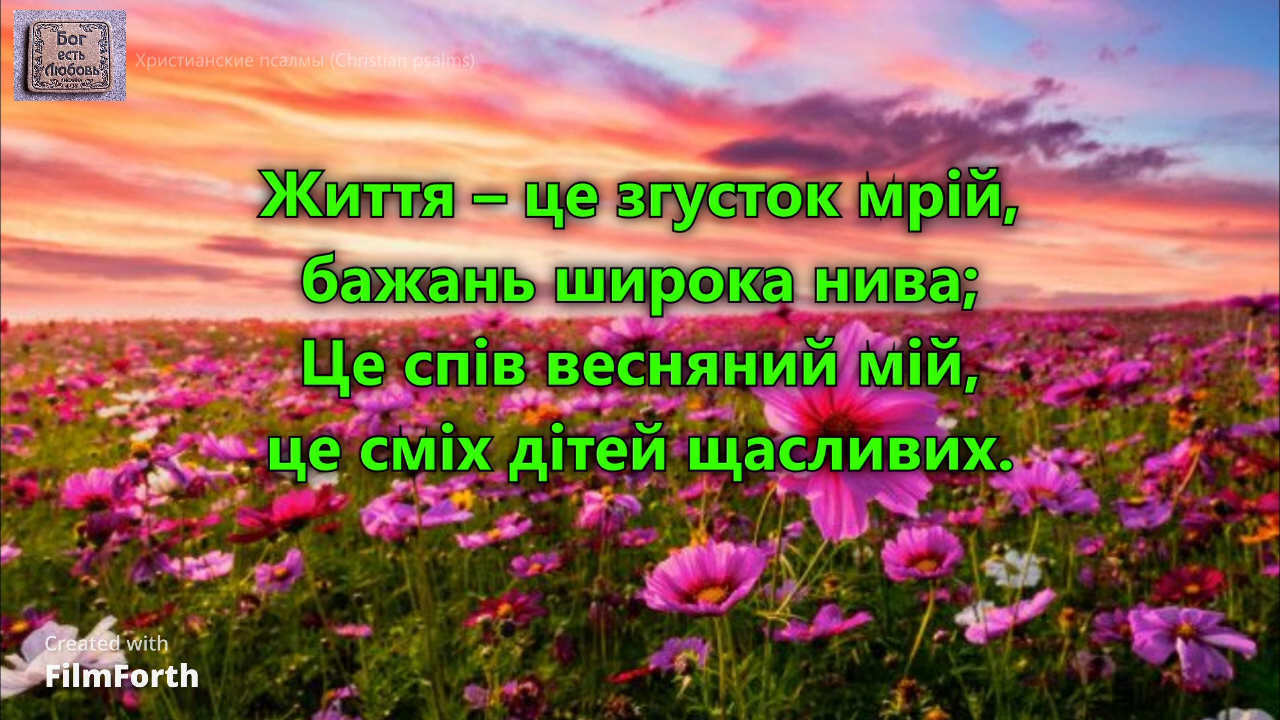 Бог
есть
Любовь
Христианские псалмы (Christian psalms)
Життя – це згусток мрій,
бажань широка нива;
Це спів весняний мій,
це сміх дітей щасливих.
Created with
FilmForth